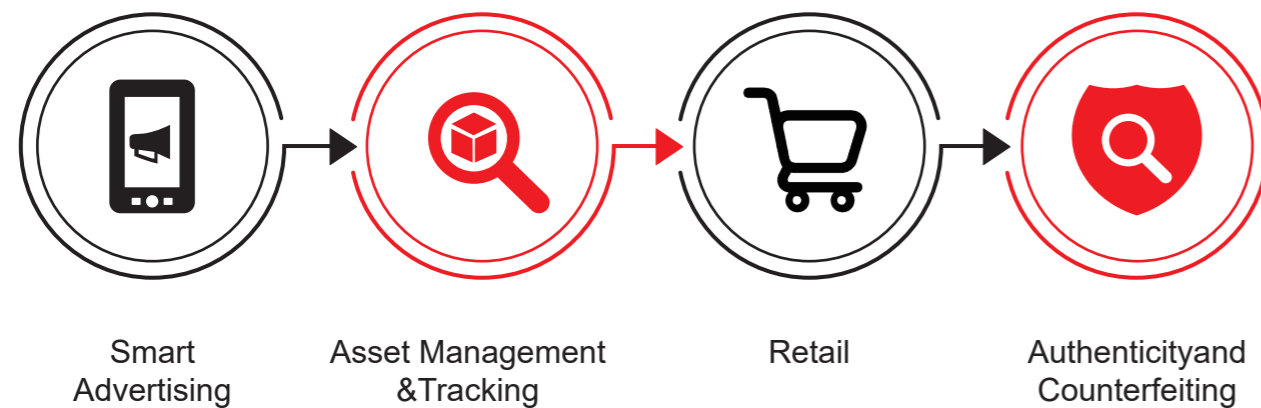 Smart
Advertising
Asset Management
&Tracking
Retail
Authenticityand
Counterfeiting